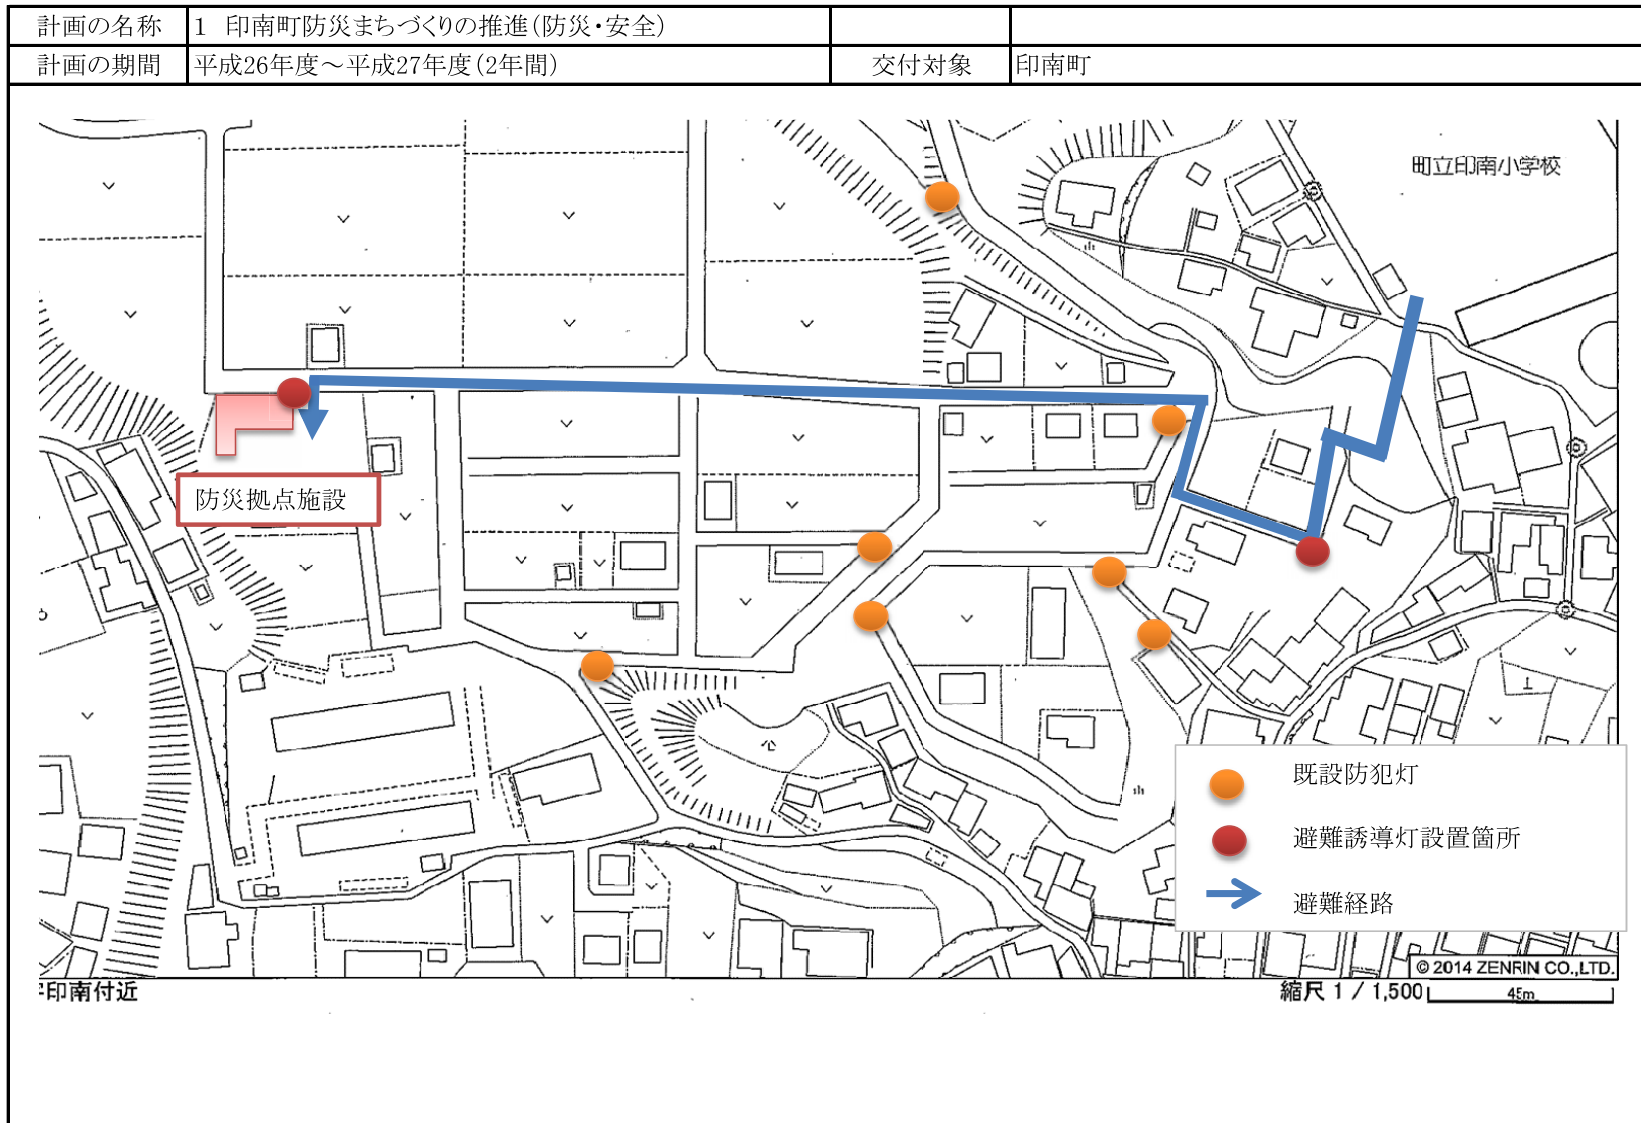 計画の名称 1 印南町防災まちづくりの推進(防災・安全)
計画の期間 平成26年度～平成27年度(2年間) 交付対象 印南町
町立印南小学校
防災拠点施設
既設防犯灯
避難誘導灯設置箇所
避難経路
© 2014 ZENRIN CO.,LTD.
印南付近
縮尺 1 / 1,500 45m